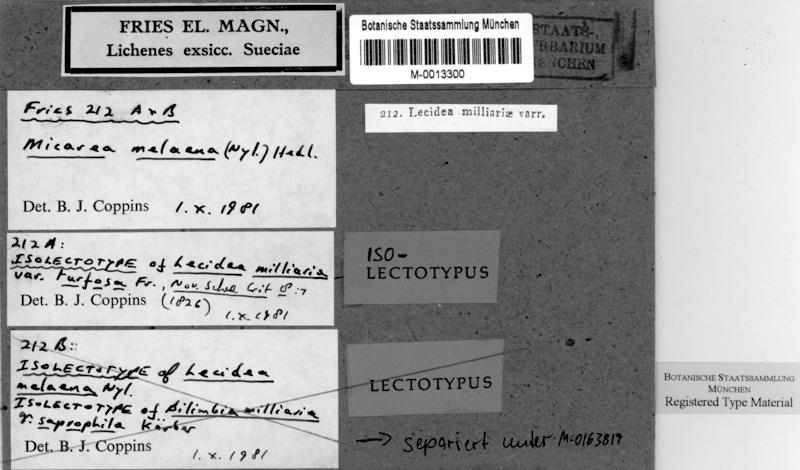 FRIES EL. MAGN.,
Lichenes exsicc. Sueciae
Botanische Staatssammlung München
M-0013300
STAATS-
HERBARIUM
MÜNCHEN
212. Lecidea milliariæ varr.
Fries 212 A + B
Micarea melaena (Nyl.) Hedl.
Det. B. J. Coppins 1.x.1981
212 A:
ISOLECTOTYPE of Lecidea milliaria
var. turfosa Fr., Nov. Sched. Crit 8:7
(1826)
Det. B. J. Coppins
1.x.1981
ISO-
LECTOTYPUS
212 B:
ISOLECTOTYPE of Lecidea
melaena Nyl.
ISOLECTOTYPE of Bilimbia milliaria
saprophila Körber
Det. B. J. Coppins
1.x.1981
LECTOTYPUS
→ separiert unter M-0163819
BOTANISCHE STAATSSAMMLUNG
MÜNCHEN
Registered Type Material